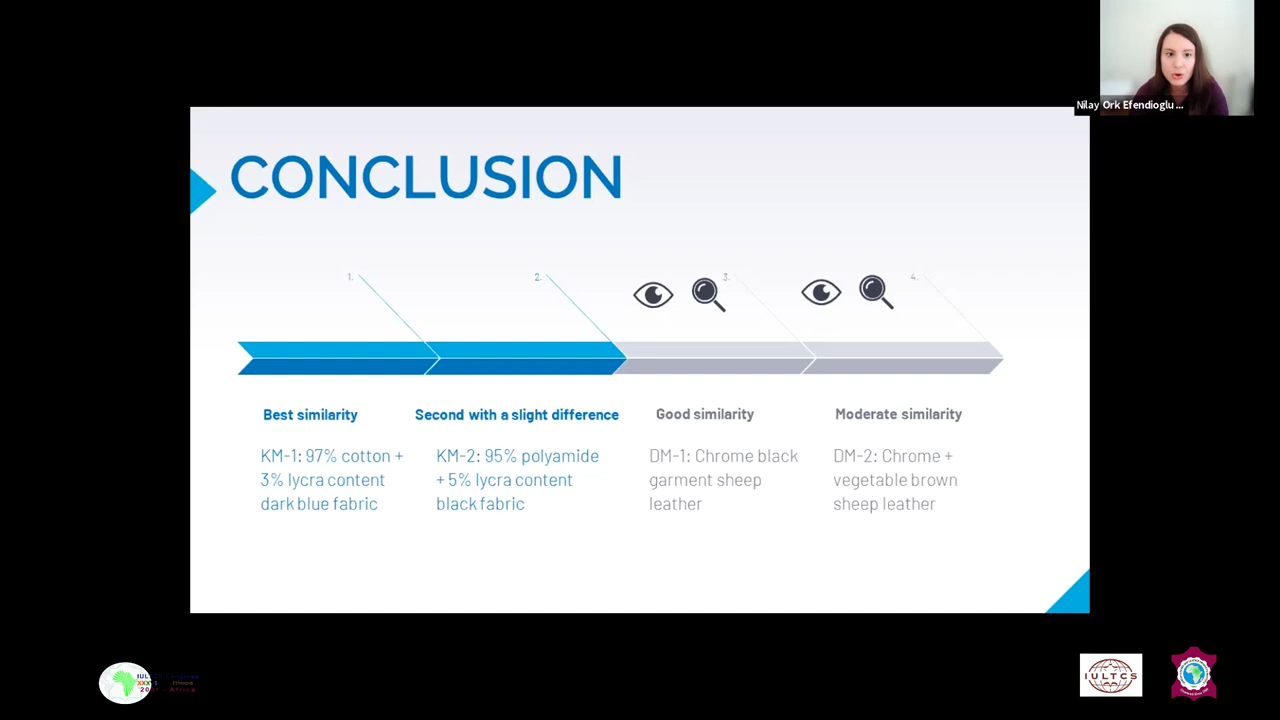 Nilay Ork Efendioglu ...
CONCLUSION
1.
2.
3.
4.
Best similarity
Second with a slight difference
Good similarity
Moderate similarity
KM-1: 97% cotton +
3% lycra content
dark blue fabric
KM-2: 95% polyamide
+ 5% lycra content
black fabric
DM-1: Chrome black
garment sheep
leather
DM-2: Chrome +
vegetable brown
sheep leather
IULTCS